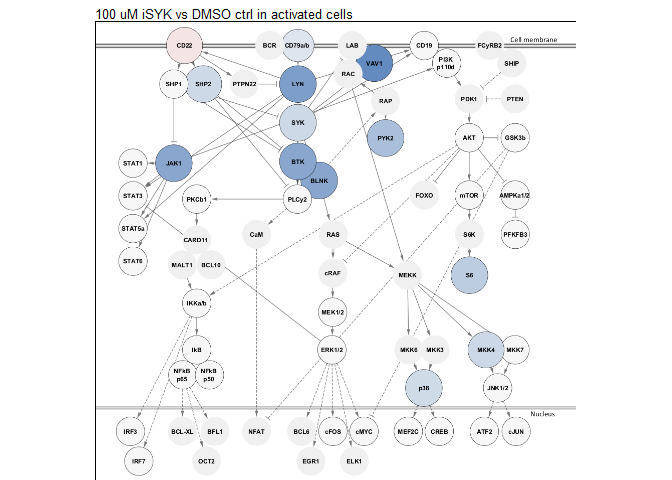 100 uM iSYK vs DMSO ctrl in activated cells
Cell membrane
CD22
BCR
CD79a/b
LAB
CD19
FCyRB2
VAV1
PI3K
p110d
SHIP
RAC
SHP1
SHP2
PTPN22
LYN
RAP
PDK1
PTEN
SYK
PYK2
AKT
GSK3b
STAT1
JAK1
BTK
BLNK
STAT3
PKCb1
PLCy2
FOXO
mTOR
AMPKa1/2
STAT5a
CARD11
CaM
RAS
S6K
PFKFB3
STAT6
MALT1
BCL10
cRAF
MEKK
S6
IKKa/b
MEK1/2
IkB
ERK1/2
MKK6
MKK3
MKK4
MKK7
NFkB
p65
NFkB
p50
p38
JNK1/2
Nucleus
IRF3
BCL-XL
BFL1
NFAT
BCL6
cFOS
cMYC
MEF2C
CREB
ATF2
cJUN
IRF7
OCT2
EGR1
ELK1